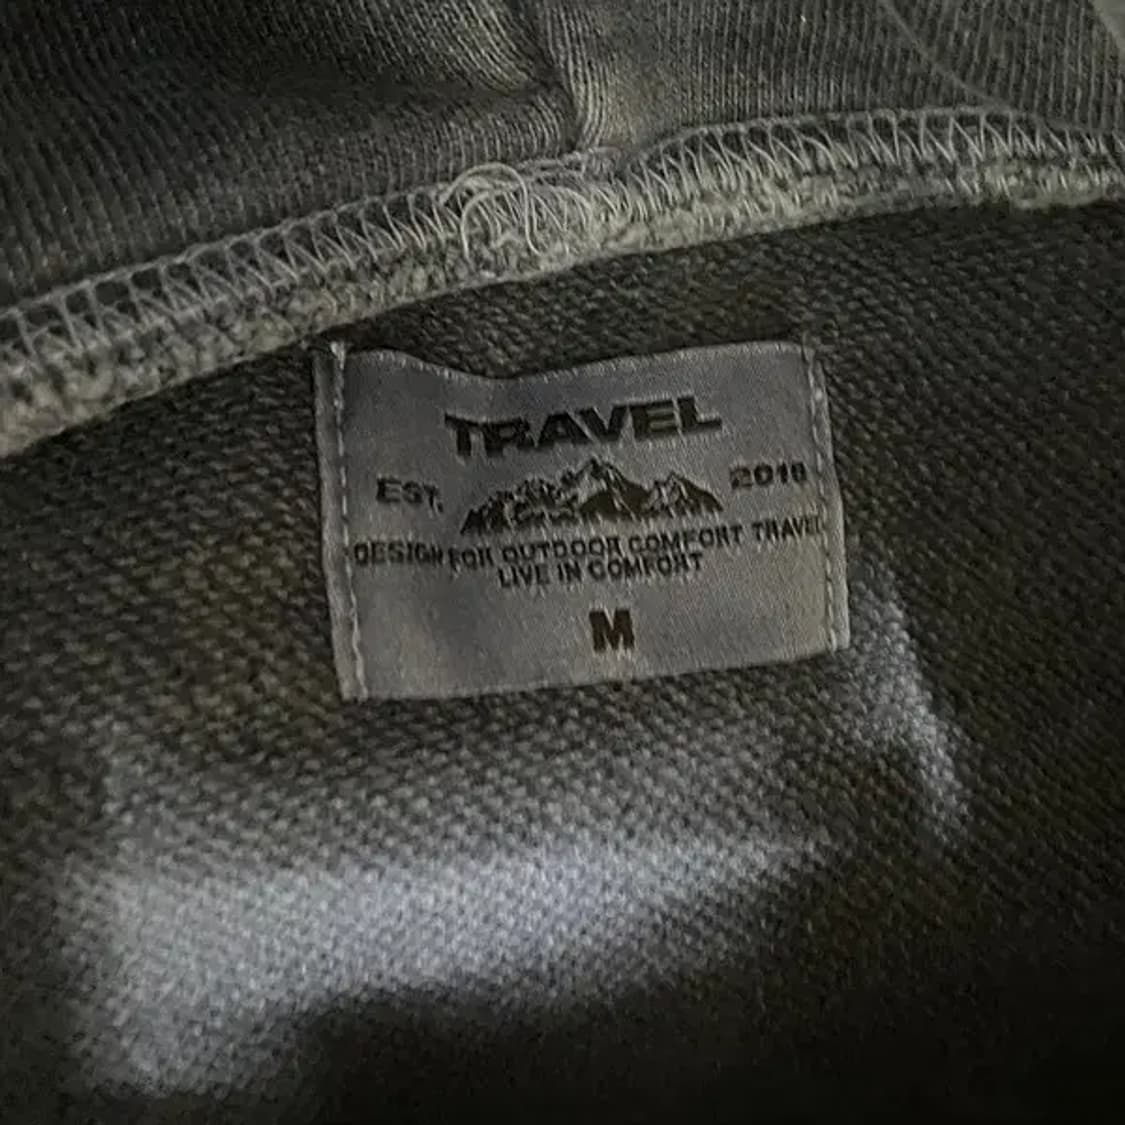 TRAVEL
EST. 2018
DESIGN FOR OUTDOOR COMFORT TRAVEL
LIVE IN COMFORT
M